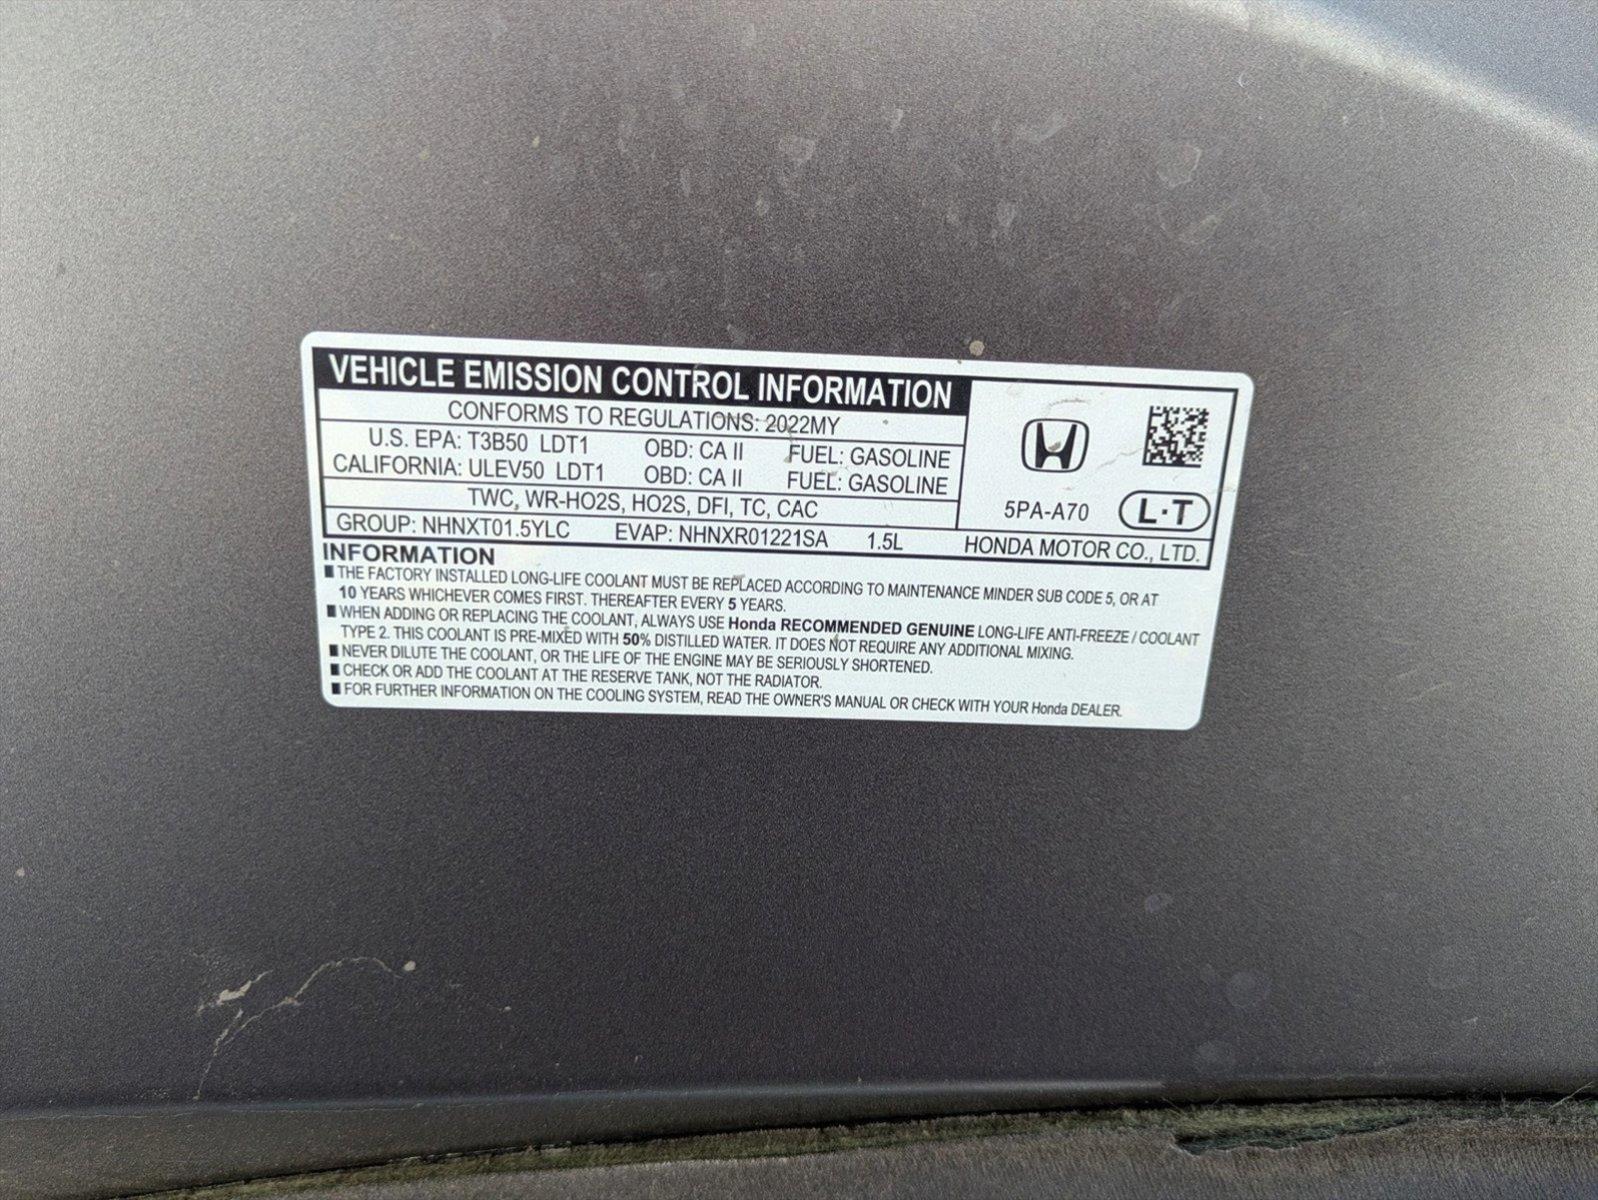 VEHICLE EMISSION CONTROL INFORMATION
CONFORMS TO REGULATIONS: 2022MY
U.S. EPA: T3B50 LDT1 OBD: CA II FUEL: GASOLINE
CALIFORNIA: ULEV50 LDT1 OBD: CA II FUEL: GASOLINE
TWC, WR-HO2S, HO2S, DFI, TC, CAC
5PA-A70 L·T
GROUP: NHNXT01.5YLC EVAP: NHNXR01221SA 1.5L HONDA MOTOR CO., LTD.
INFORMATION
■ THE FACTORY INSTALLED LONG-LIFE COOLANT MUST BE REPLACED ACCORDING TO MAINTENANCE MINDER SUB CODE 5, OR AT
10 YEARS WHICHEVER COMES FIRST. THEREAFTER EVERY 5 YEARS.
■ WHEN ADDING OR REPLACING THE COOLANT, ALWAYS USE Honda RECOMMENDED GENUINE LONG-LIFE ANTI-FREEZE / COOLANT
TYPE 2. THIS COOLANT IS PRE-MIXED WITH 50% DISTILLED WATER. IT DOES NOT REQUIRE ANY ADDITIONAL MIXING.
■ NEVER DILUTE THE COOLANT, OR THE LIFE OF THE ENGINE MAY BE SERIOUSLY SHORTENED.
■ CHECK OR ADD THE COOLANT AT THE RESERVE TANK, NOT THE RADIATOR.
■ FOR FURTHER INFORMATION ON THE COOLING SYSTEM, READ THE OWNER'S MANUAL OR CHECK WITH YOUR Honda DEALER.